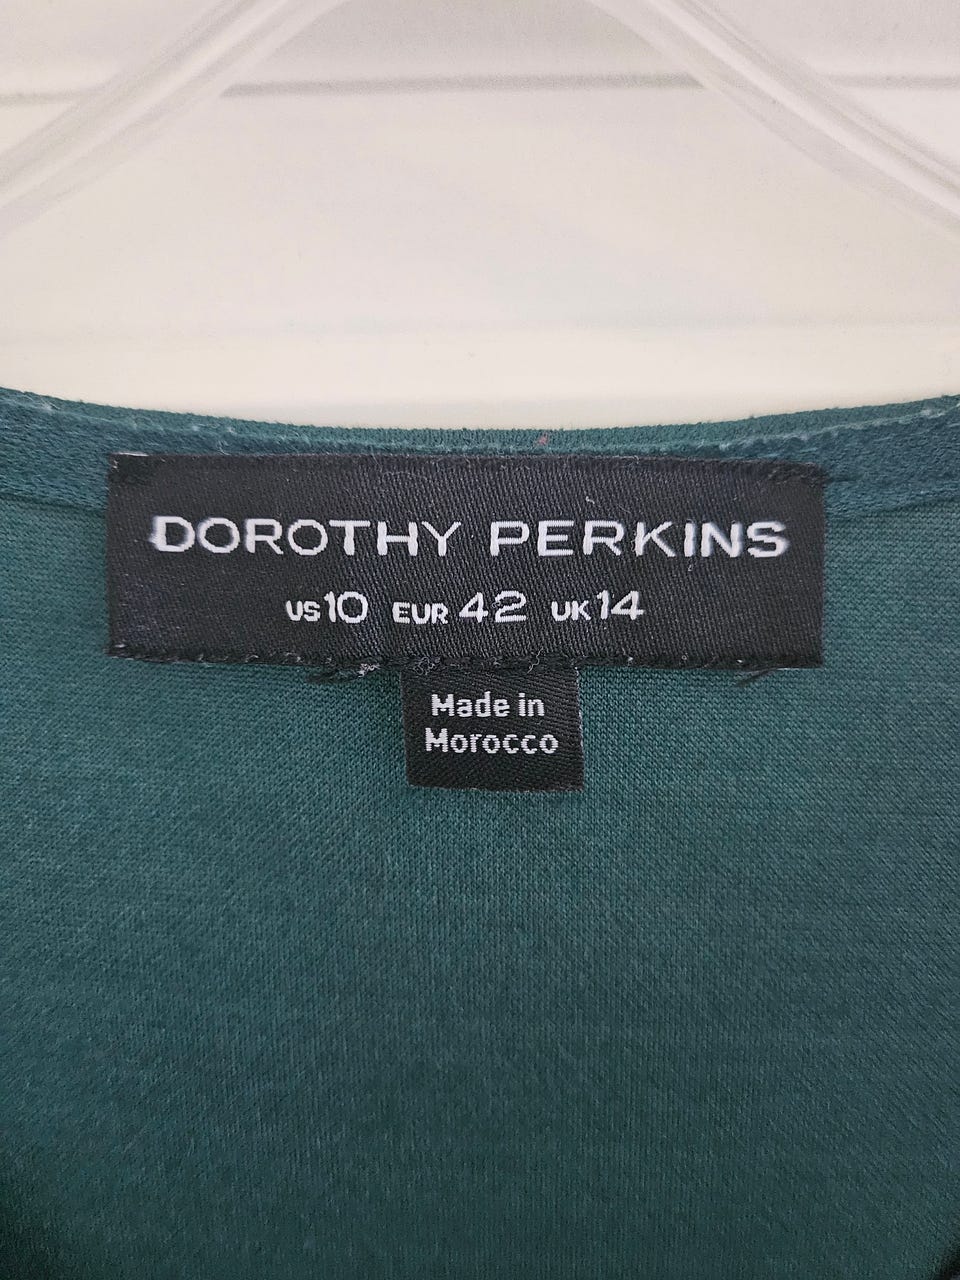 DOROTHY PERKINS
US10 EUR 42 UK14
Made in
Morocco